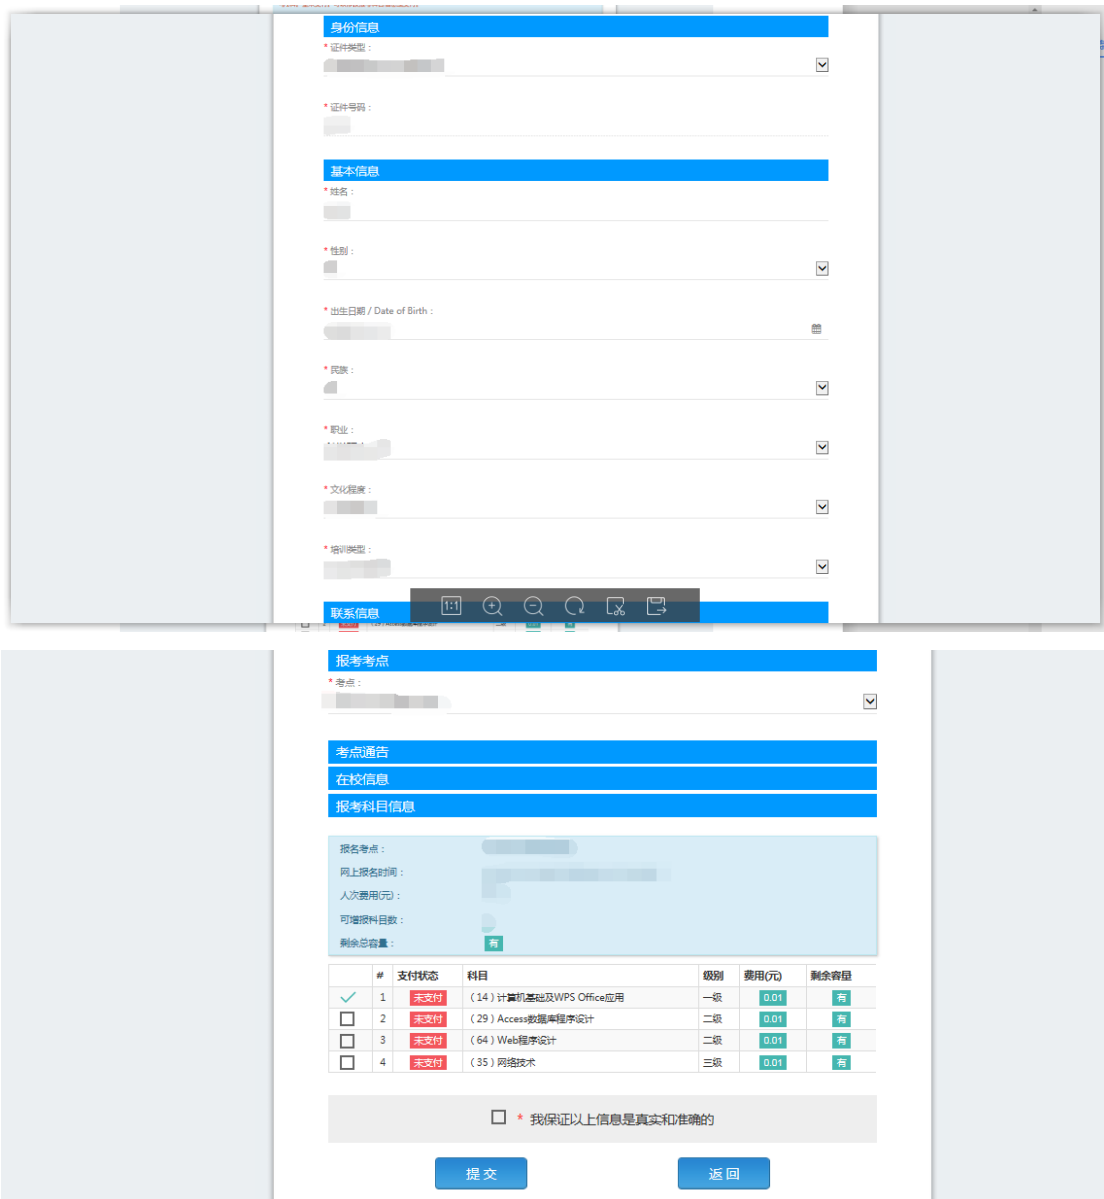 身份信息
* 证件类型：
* 证件号码：
基本信息
* 姓名：
* 性别：
* 出生日期 / Date of Birth：
* 民族：
* 职业：
* 文化程度：
* 培训类型：
联系信息
1:1
报考考点
* 考点：
考点通告
在校信息
报考科目信息
报名考点：
网上报名时间：
人次费用(元)：
可增报科目数：
剩余总容量： 有
# 支付状态 科目 级别 费用(元) 剩余容量
1 未支付 （14）计算机基础及WPS Office应用 一级 0.01 有
2 未支付 （29）Access数据库程序设计 二级 0.01 有
3 未支付 （64）Web程序设计 二级 0.01 有
4 未支付 （35）网络技术 三级 0.01 有
* 我保证以上信息是真实和准确的
提交 返回